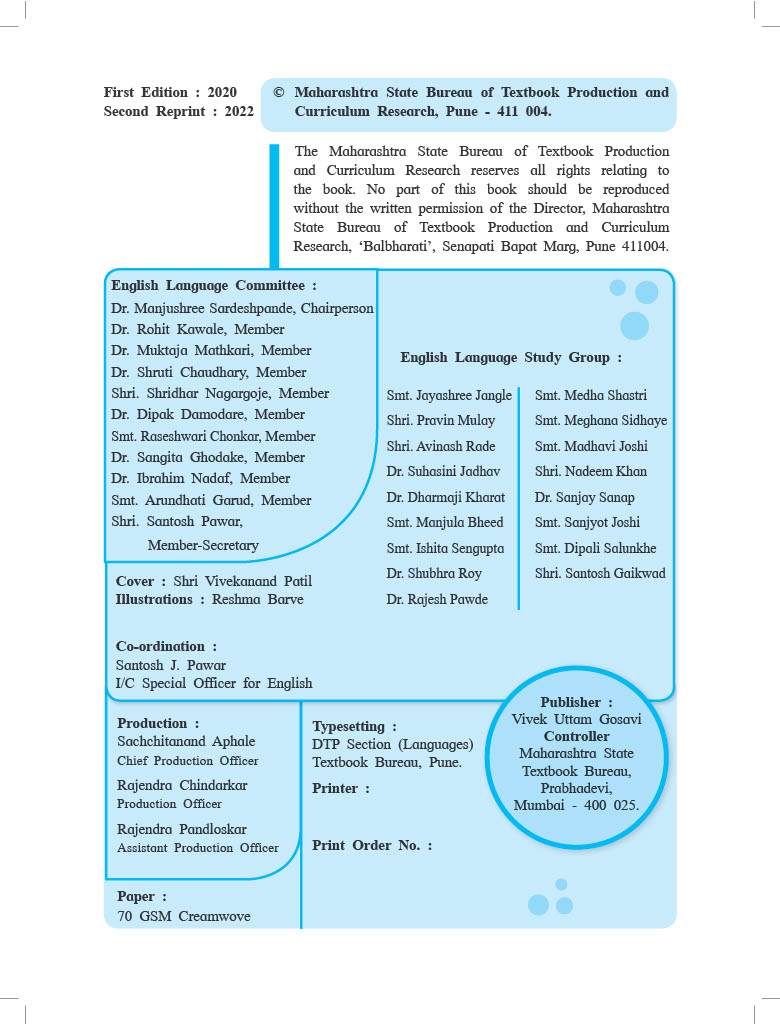 First Edition : 2020
Second Reprint : 2022
© Maharashtra State Bureau of Textbook Production and
Curriculum Research, Pune - 411 004.
The Maharashtra State Bureau of Textbook Production
and Curriculum Research reserves all rights relating to
the book. No part of this book should be reproduced
without the written permission of the Director, Maharashtra
State Bureau of Textbook Production and Curriculum
Research, ‘Balbharati’, Senapati Bapat Marg, Pune 411004.
English Language Committee :
Dr. Manjushree Sardeshpande, Chairperson
Dr. Rohit Kawale, Member
Dr. Muktaja Mathkari, Member
Dr. Shruti Chaudhary, Member
Shri. Shridhar Nagargoje, Member
Dr. Dipak Damodare, Member
Smt. Raseshwari Chonkar, Member
Dr. Sangita Ghodake, Member
Dr. Ibrahim Nadaf, Member
Smt. Arundhati Garud, Member
Shri. Santosh Pawar,
Member-Secretary
English Language Study Group :
Smt. Jayashree Jangle
Shri. Pravin Mulay
Shri. Avinash Rade
Dr. Suhasini Jadhav
Dr. Dharmaji Kharat
Smt. Manjula Bheed
Smt. Ishita Sengupta
Dr. Shubhra Roy
Dr. Rajesh Pawde
Smt. Medha Shastri
Smt. Meghana Sidhaye
Smt. Madhavi Joshi
Shri. Nadeem Khan
Dr. Sanjay Sanap
Smt. Sanjyot Joshi
Smt. Dipali Salunkhe
Shri. Santosh Gaikwad
Cover : Shri Vivekanand Patil
Illustrations : Reshma Barve
Co-ordination :
Santosh J. Pawar
I/C Special Officer for English
Production :
Sachchitanand Aphale
Chief Production Officer
Rajendra Chindarkar
Production Officer
Rajendra Pandloskar
Assistant Production Officer
Paper :
70 GSM Creamwove
Typesetting :
DTP Section (Languages)
Textbook Bureau, Pune.
Printer :
Print Order No. :
Publisher :
Vivek Uttam Gosavi
Controller
Maharashtra State
Textbook Bureau,
Prabhadevi,
Mumbai - 400 025.